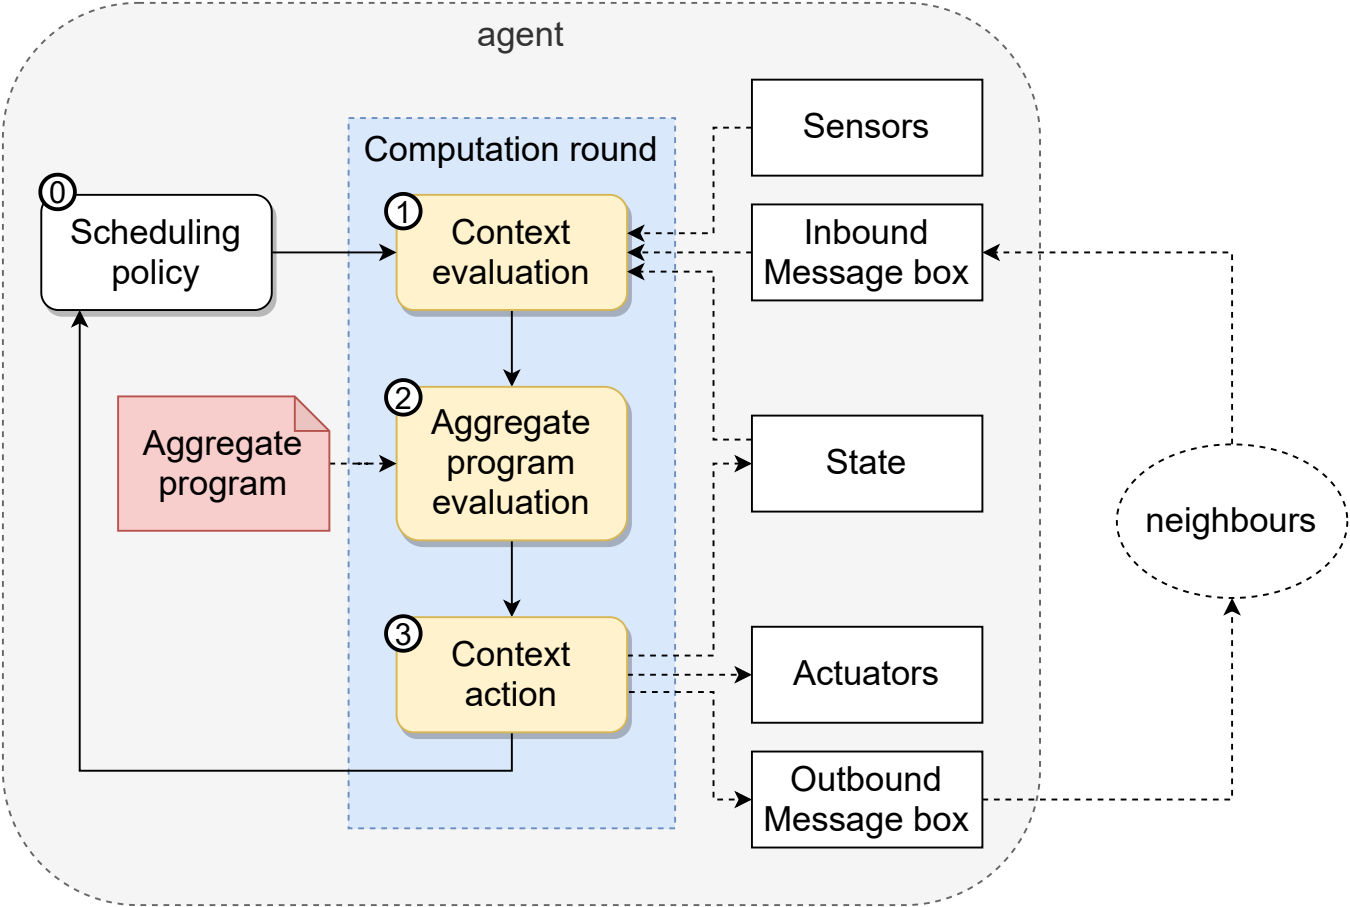 agent
Computation round
0
Scheduling
policy
1
Context
evaluation
Sensors
Inbound
Message box
Aggregate
program
2
Aggregate
program
evaluation
State
neighbours
3
Context
action
Actuators
Outbound
Message box